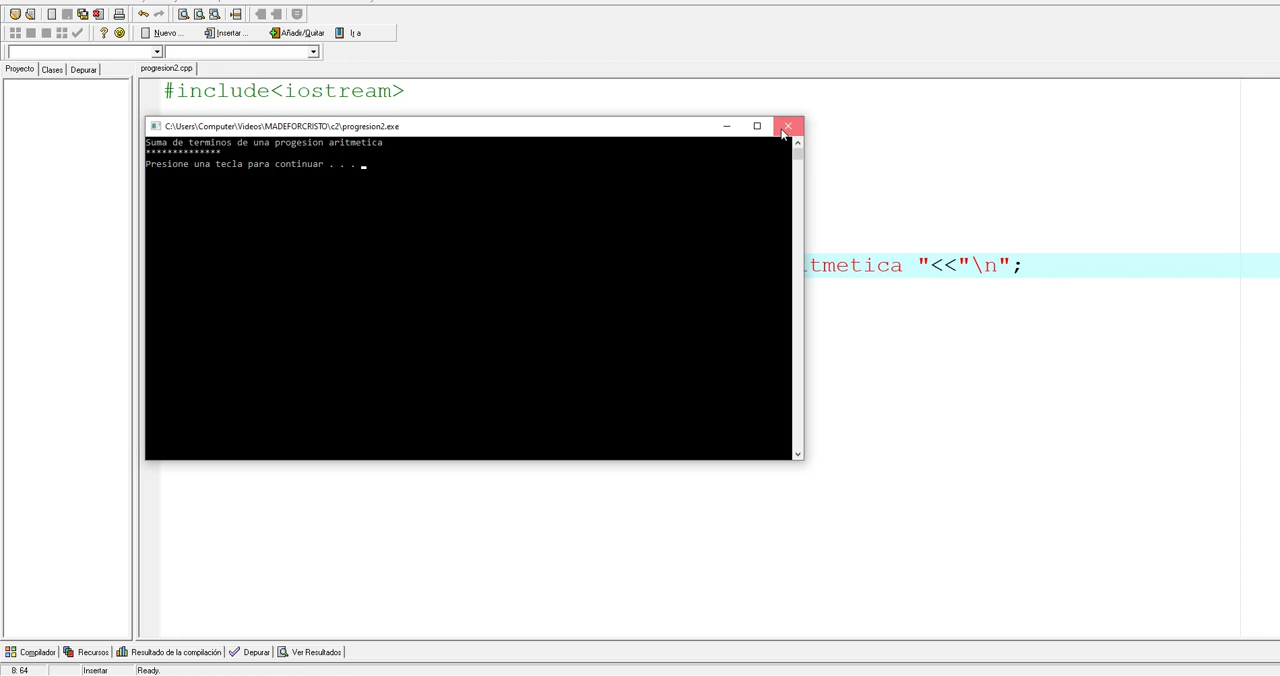 Nuevo ...
Insertar ...
Añadir/Quitar
Ir a
Proyecto
Clases
Depurar
progresion2.cpp
#include<iostream>
C:\Users\Computer\Videos\MADEFORCRISTO\c2\progresion2.exe
Suma de terminos de una progesion aritmetica
**************
Presione una tecla para continuar . . .
itmetica "<<"\n";
Compilador
Recursos
Resultado de la compilación
Depurar
Ver Resultados
8: 64
Insertar
Ready.